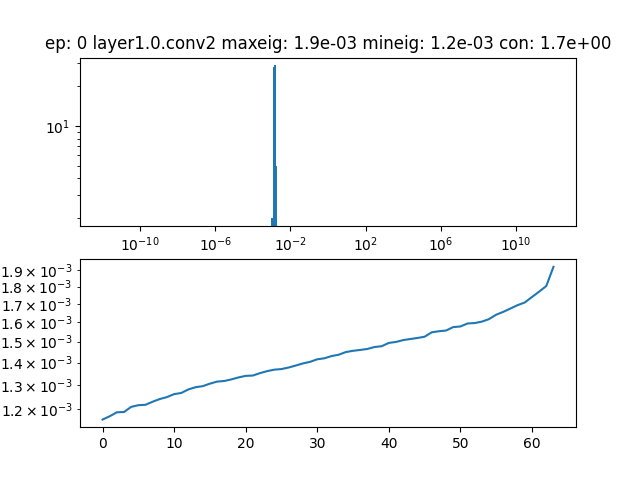 ep: 0 layer1.0.conv2 maxeig: 1.9e-03 mineig: 1.2e-03 con: 1.7e+00
10¹
10⁻¹⁰ 10⁻⁶ 10⁻² 10² 10⁶ 10¹⁰
1.9 × 10⁻³
1.8 × 10⁻³
1.7 × 10⁻³
1.6 × 10⁻³
1.5 × 10⁻³
1.4 × 10⁻³
1.3 × 10⁻³
1.2 × 10⁻³
0 10 20 30 40 50 60